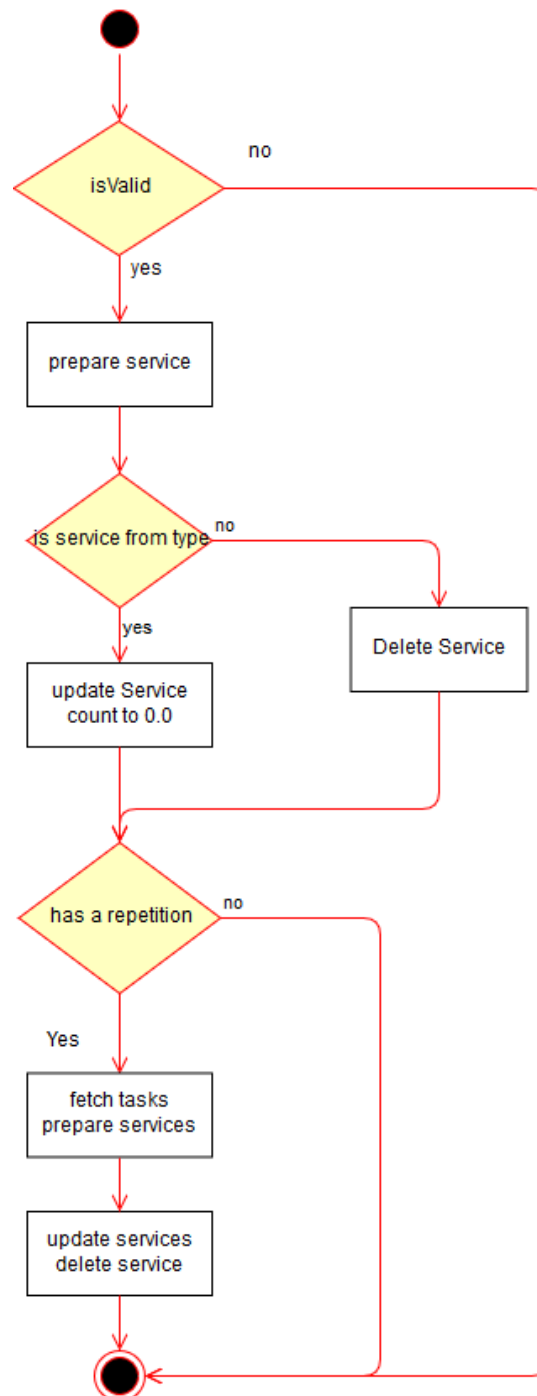 no
isValid
yes
prepare service
no
is service from type
yes
Delete Service
update Service
count to 0.0
no
has a repetition
Yes
fetch tasks
prepare services
update services
delete service